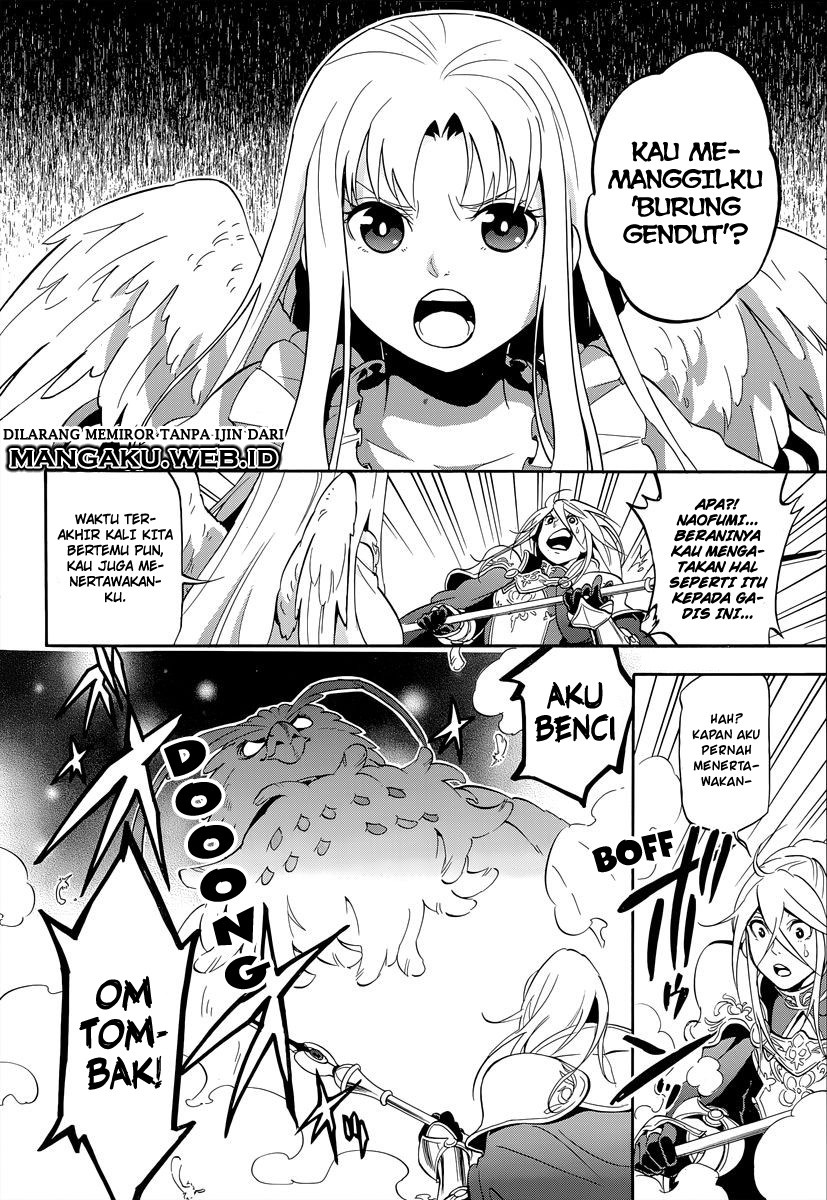 KAU ME-
MANGGILKU
'BURUNG
GENDUT'?
DILARANG MEMIROR TANPA IJIN DARI
MANGAKU.WEB.ID
APA?!
NAOFUMI...
BERANINYA
KAU MENGA-
TAKAN HAL
SEPERTI ITU
KEPADA GA-
DIS INI...
WAKTU TER-
AKHIR KALI KITA
BERTEMU PUN,
KAU JUGA ME-
NERTAWAKAN-
KU.
HAH?
KAPAN AKU
PERNAH
MENERTA-
WAKAN-
BOFF
AKU
BENCI
DOOONG
OM
TOM-
BAK!